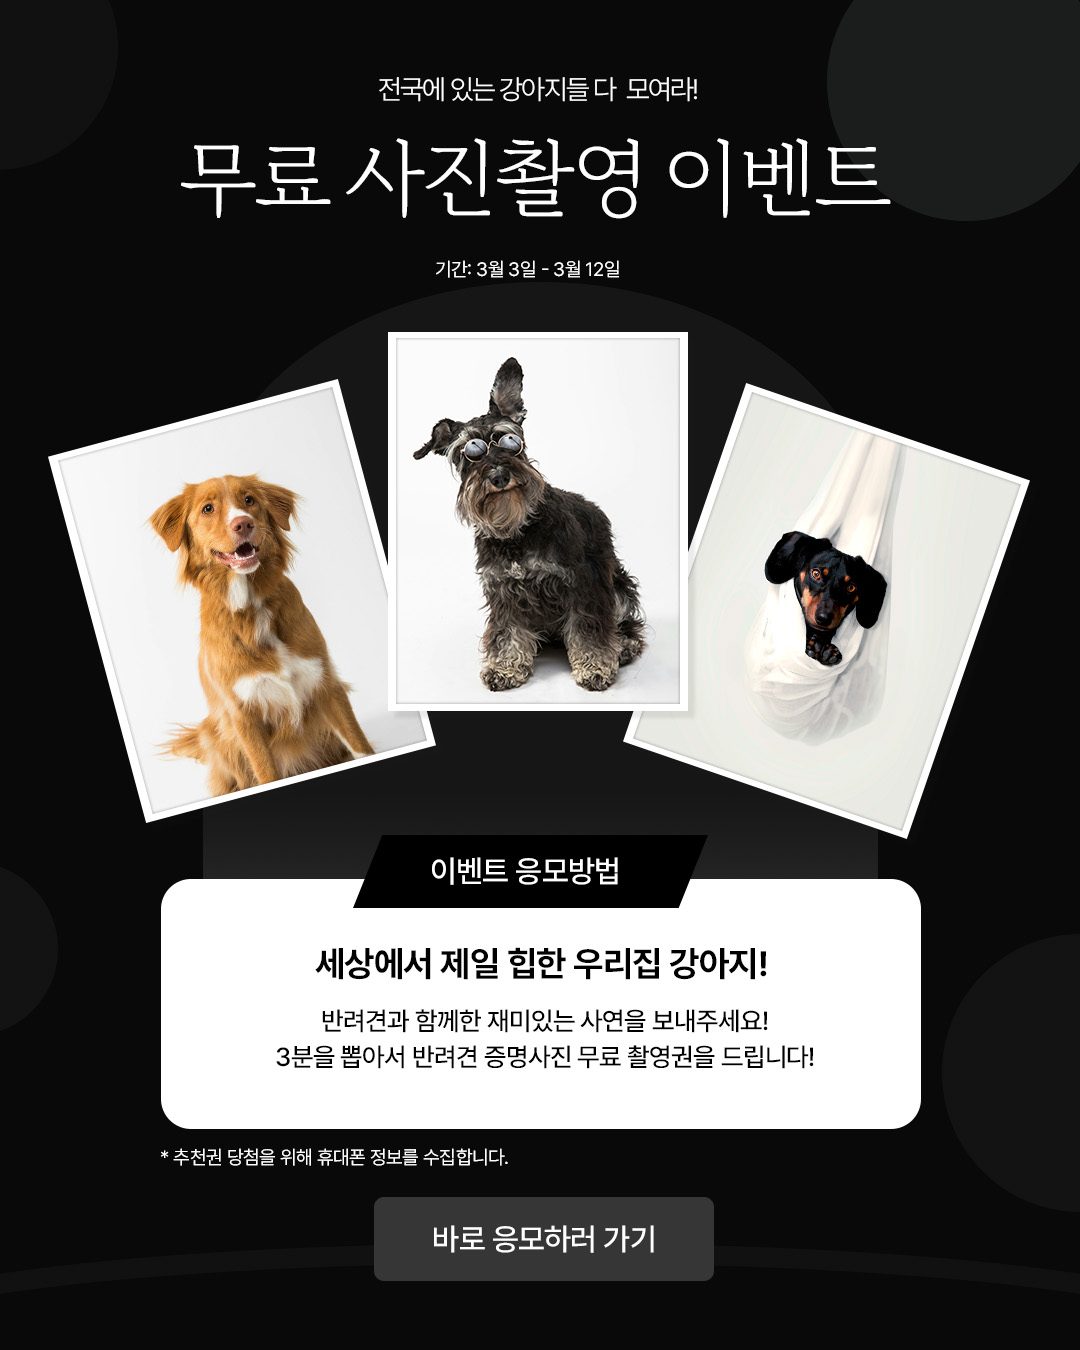 전국에 있는 강아지들 다 모여라!
무료 사진촬영 이벤트
기간: 3월 3일 - 3월 12일
이벤트 응모방법
세상에서 제일 힙한 우리집 강아지!
반려견과 함께한 재미있는 사연을 보내주세요!
3분을 뽑아서 반려견 증명사진 무료 촬영권을 드립니다!
* 추천권 당첨을 위해 휴대폰 정보를 수집합니다.
바로 응모하러 가기